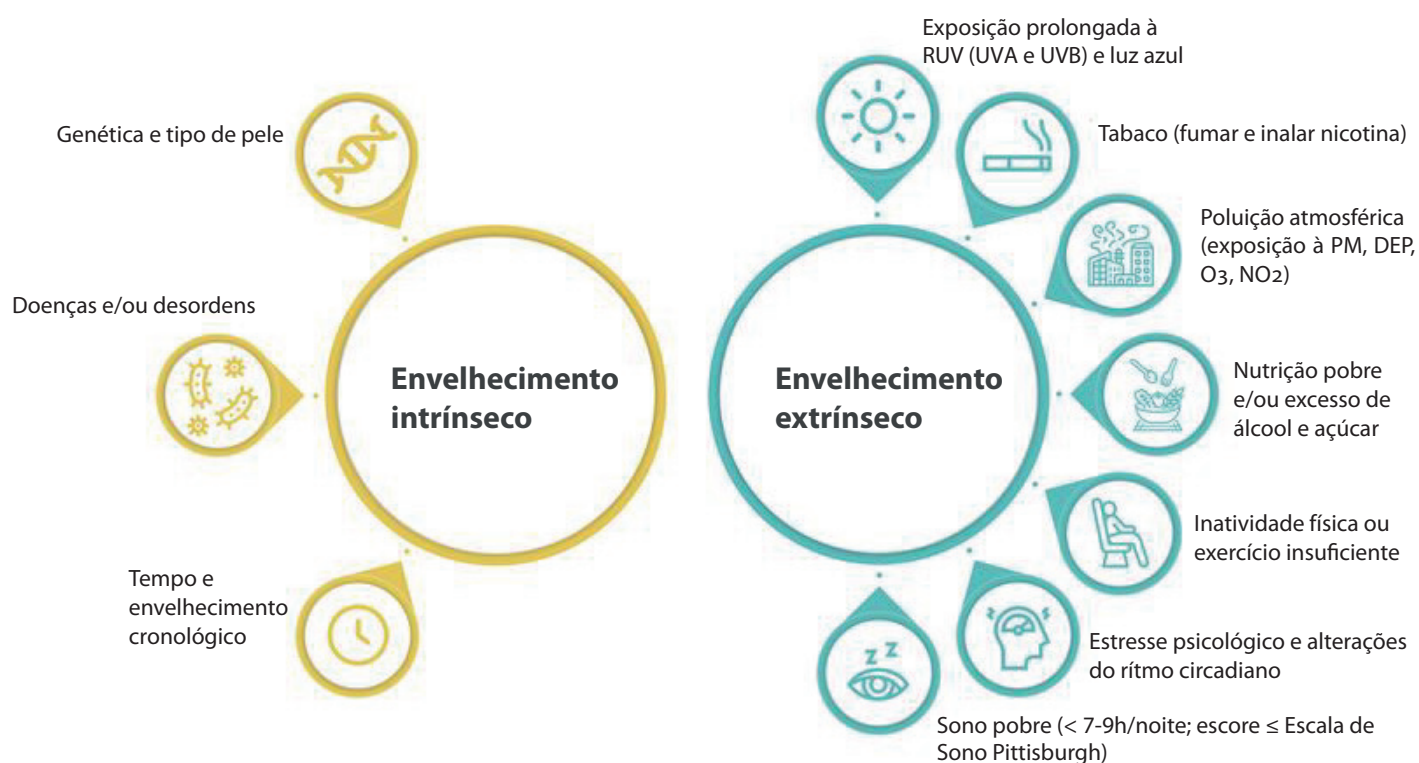 Genética e tipo de pele
Doenças e/ou desordens
Envelhecimento
intrínseco
Tempo e
envelhecimento
cronológico
Exposição prolongada à
RUV (UVA e UVB) e luz azul
Tabaco (fumar e inalar nicotina)
Poluição atmosférica
(exposição à PM, DEP,
O3, NO2)
Envelhecimento
extrínseco
Nutrição pobre
e/ou excesso de
álcool e açúcar
Inatividade física ou
exercício insuficiente
Estresse psicológico e alterações
do rítmo circadiano
z z
Sono pobre (< 7-9h/noite; escore ≤ Escala de
Sono Pittisburgh)